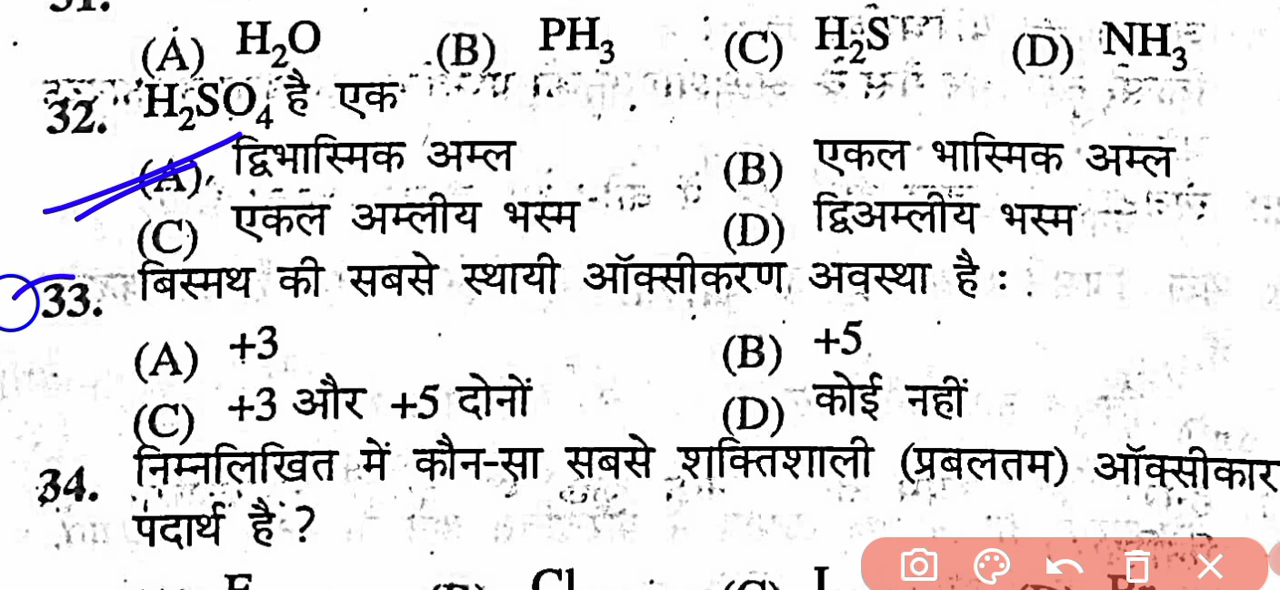 31.
(A) H₂O (B) PH₃ (C) H₂S (D) NH₃
32. H₂SO₄ है एक
(A) द्विभास्मिक अम्ल (B) एकल भास्मिक अम्ल
(C) एकल अम्लीय भस्म (D) द्विअम्लीय भस्म
33. बिस्मथ की सबसे स्थायी ऑक्सीकरण अवस्था है :
(A) +3 (B) +5
(C) +3 और +5 दोनों (D) कोई नहीं
34. निम्नलिखित में कौन-सा सबसे शक्तिशाली (प्रबलतम) ऑक्सीकार
पदार्थ है ?